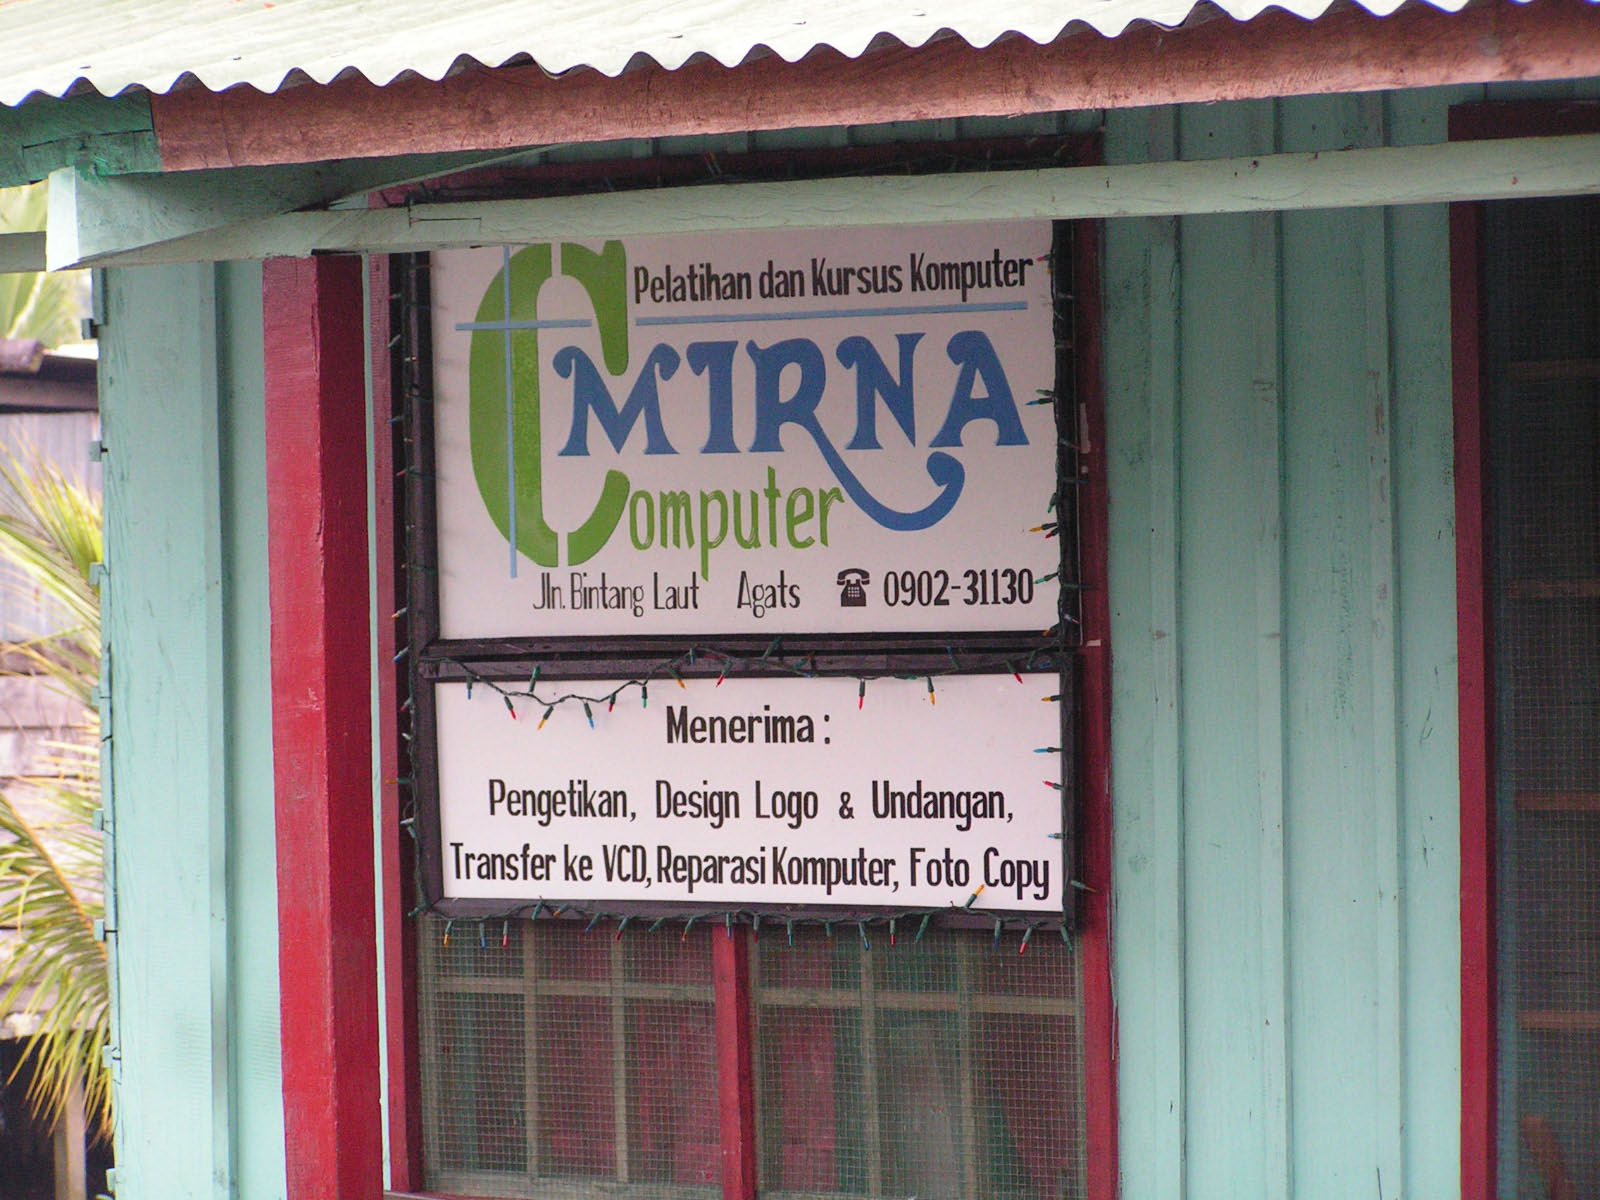 Pelatihan dan Kursus Komputer
MIRNA
Computer
Jln. Bintang Laut Agats ☎ 0902-31130
Menerima :
Pengetikan, Design Logo & Undangan,
Transfer ke VCD, Reparasi Komputer, Foto Copy